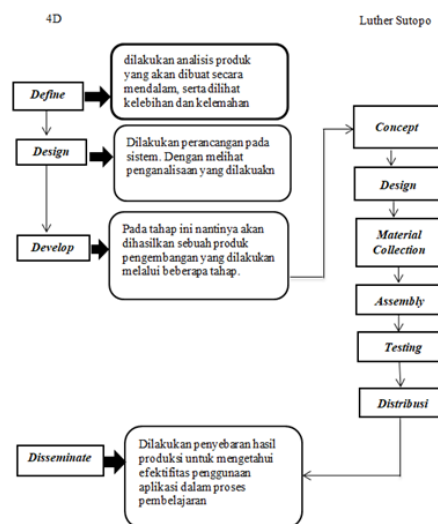 4D
Luther Sutopo
Define
dilakukan analisis produk
yang akan dibuat secara
mendalam, serta dilihat
kelebihan dan kelemahan
Design
Dilakukan perancangan pada
sistem. Dengan melihat
penganalisaan yang dilakuakn
Develop
Pada tahap ini nantinya akan
dihasilkan sebuah produk
pengembangan yang dilakukan
melalui beberapa tahap.
Concept
Design
Material
Collection
Assembly
Testing
Distribusi
Disseminate
Dilakukan penyebaran hasil
produksi untuk mengetahui
efektifitas penggunaan
aplikasi dalam proses
pembelajaran